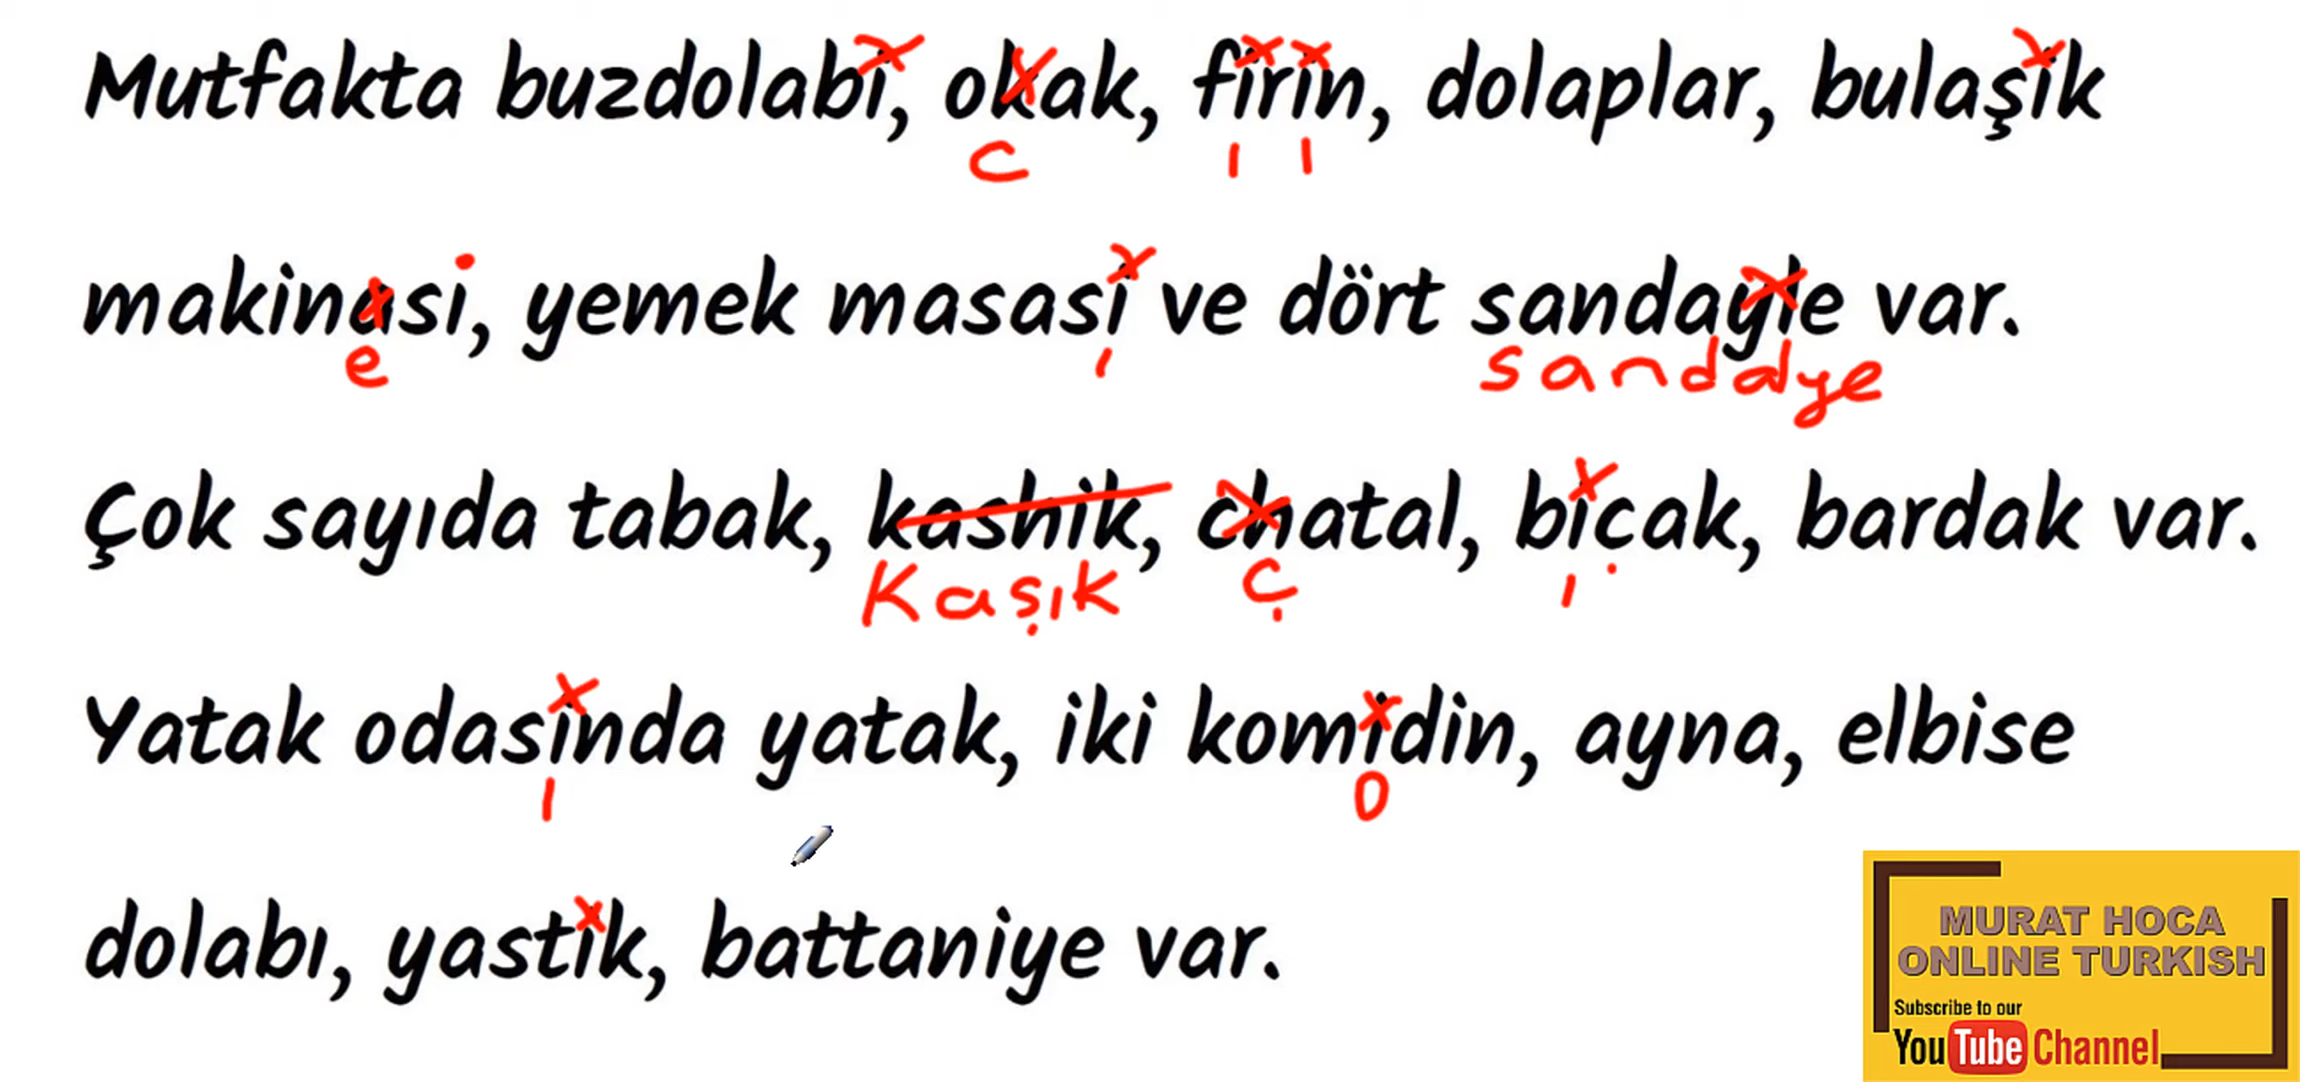 Mutfakta buzdolabi, okak, firin, dolaplar, bulaşik
c ı ı
makinasi, yemek masasi ve dört sandayle var.
e ı sandalye
Çok sayıda tabak, kashik, chatal, bicak, bardak var.
Kaşık ç ı
Yatak odasinda yatak, iki komidin, ayna, elbise
ı o
dolabı, yastik, battaniye var.
MURAT HOCA
ONLINE TURKISH
Subscribe to our
YouTube Channel